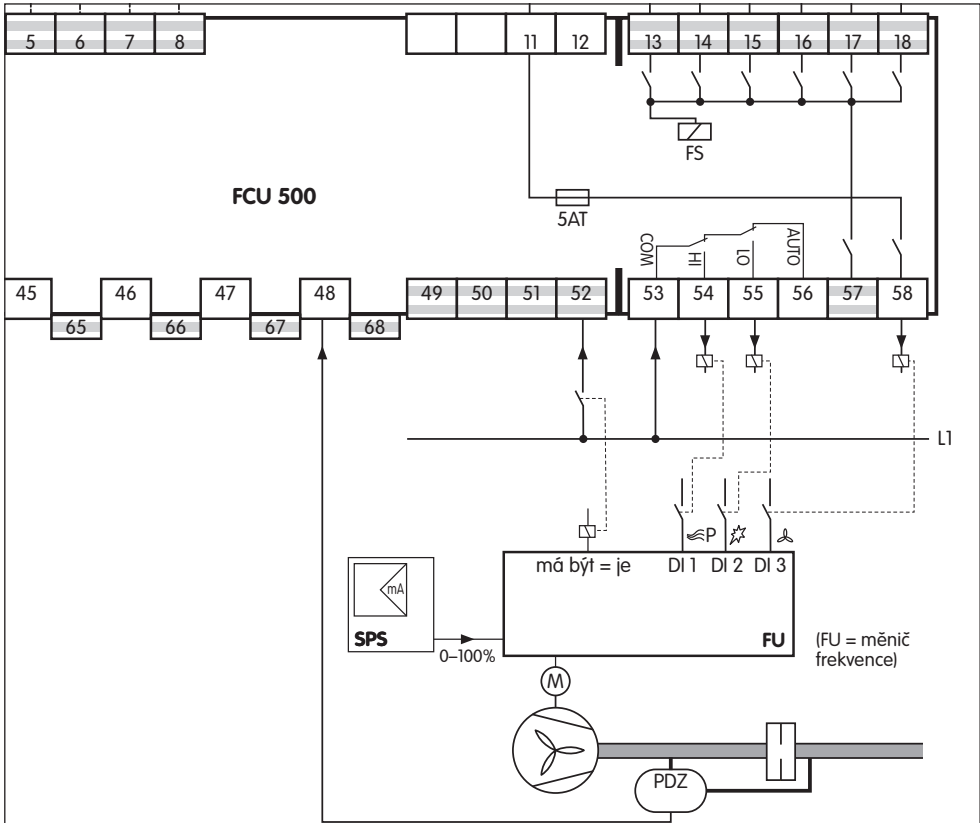 5 6 7 8 11 12 13 14 15 16 17 18
FS
FCU 500
5AT
COM HI LO AUTO
45 46 47 48 49 50 51 52 53 54 55 56 57 58
65 66 67 68
L1
P
má být = je DI 1 DI 2 DI 3
mA
SPS
0–100%
FU
(FU = měnič
frekvence)
M
PDZ